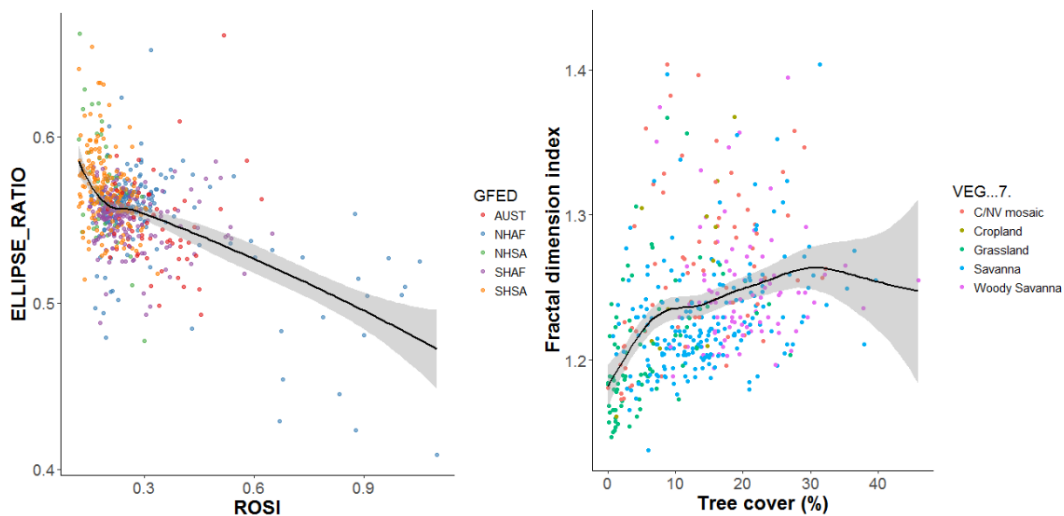 ELLIPSE_RATIO
0.6
0.5
0.4
0.3
0.6
0.9
ROSI
GFED
AUST
NHAF
NHSA
SHAF
SHSA
Fractal dimension index
1.4
1.3
1.2
0
10
20
30
40
Tree cover (%)
VEG...7.
C/NV mosaic
Cropland
Grassland
Savanna
Woody Savanna